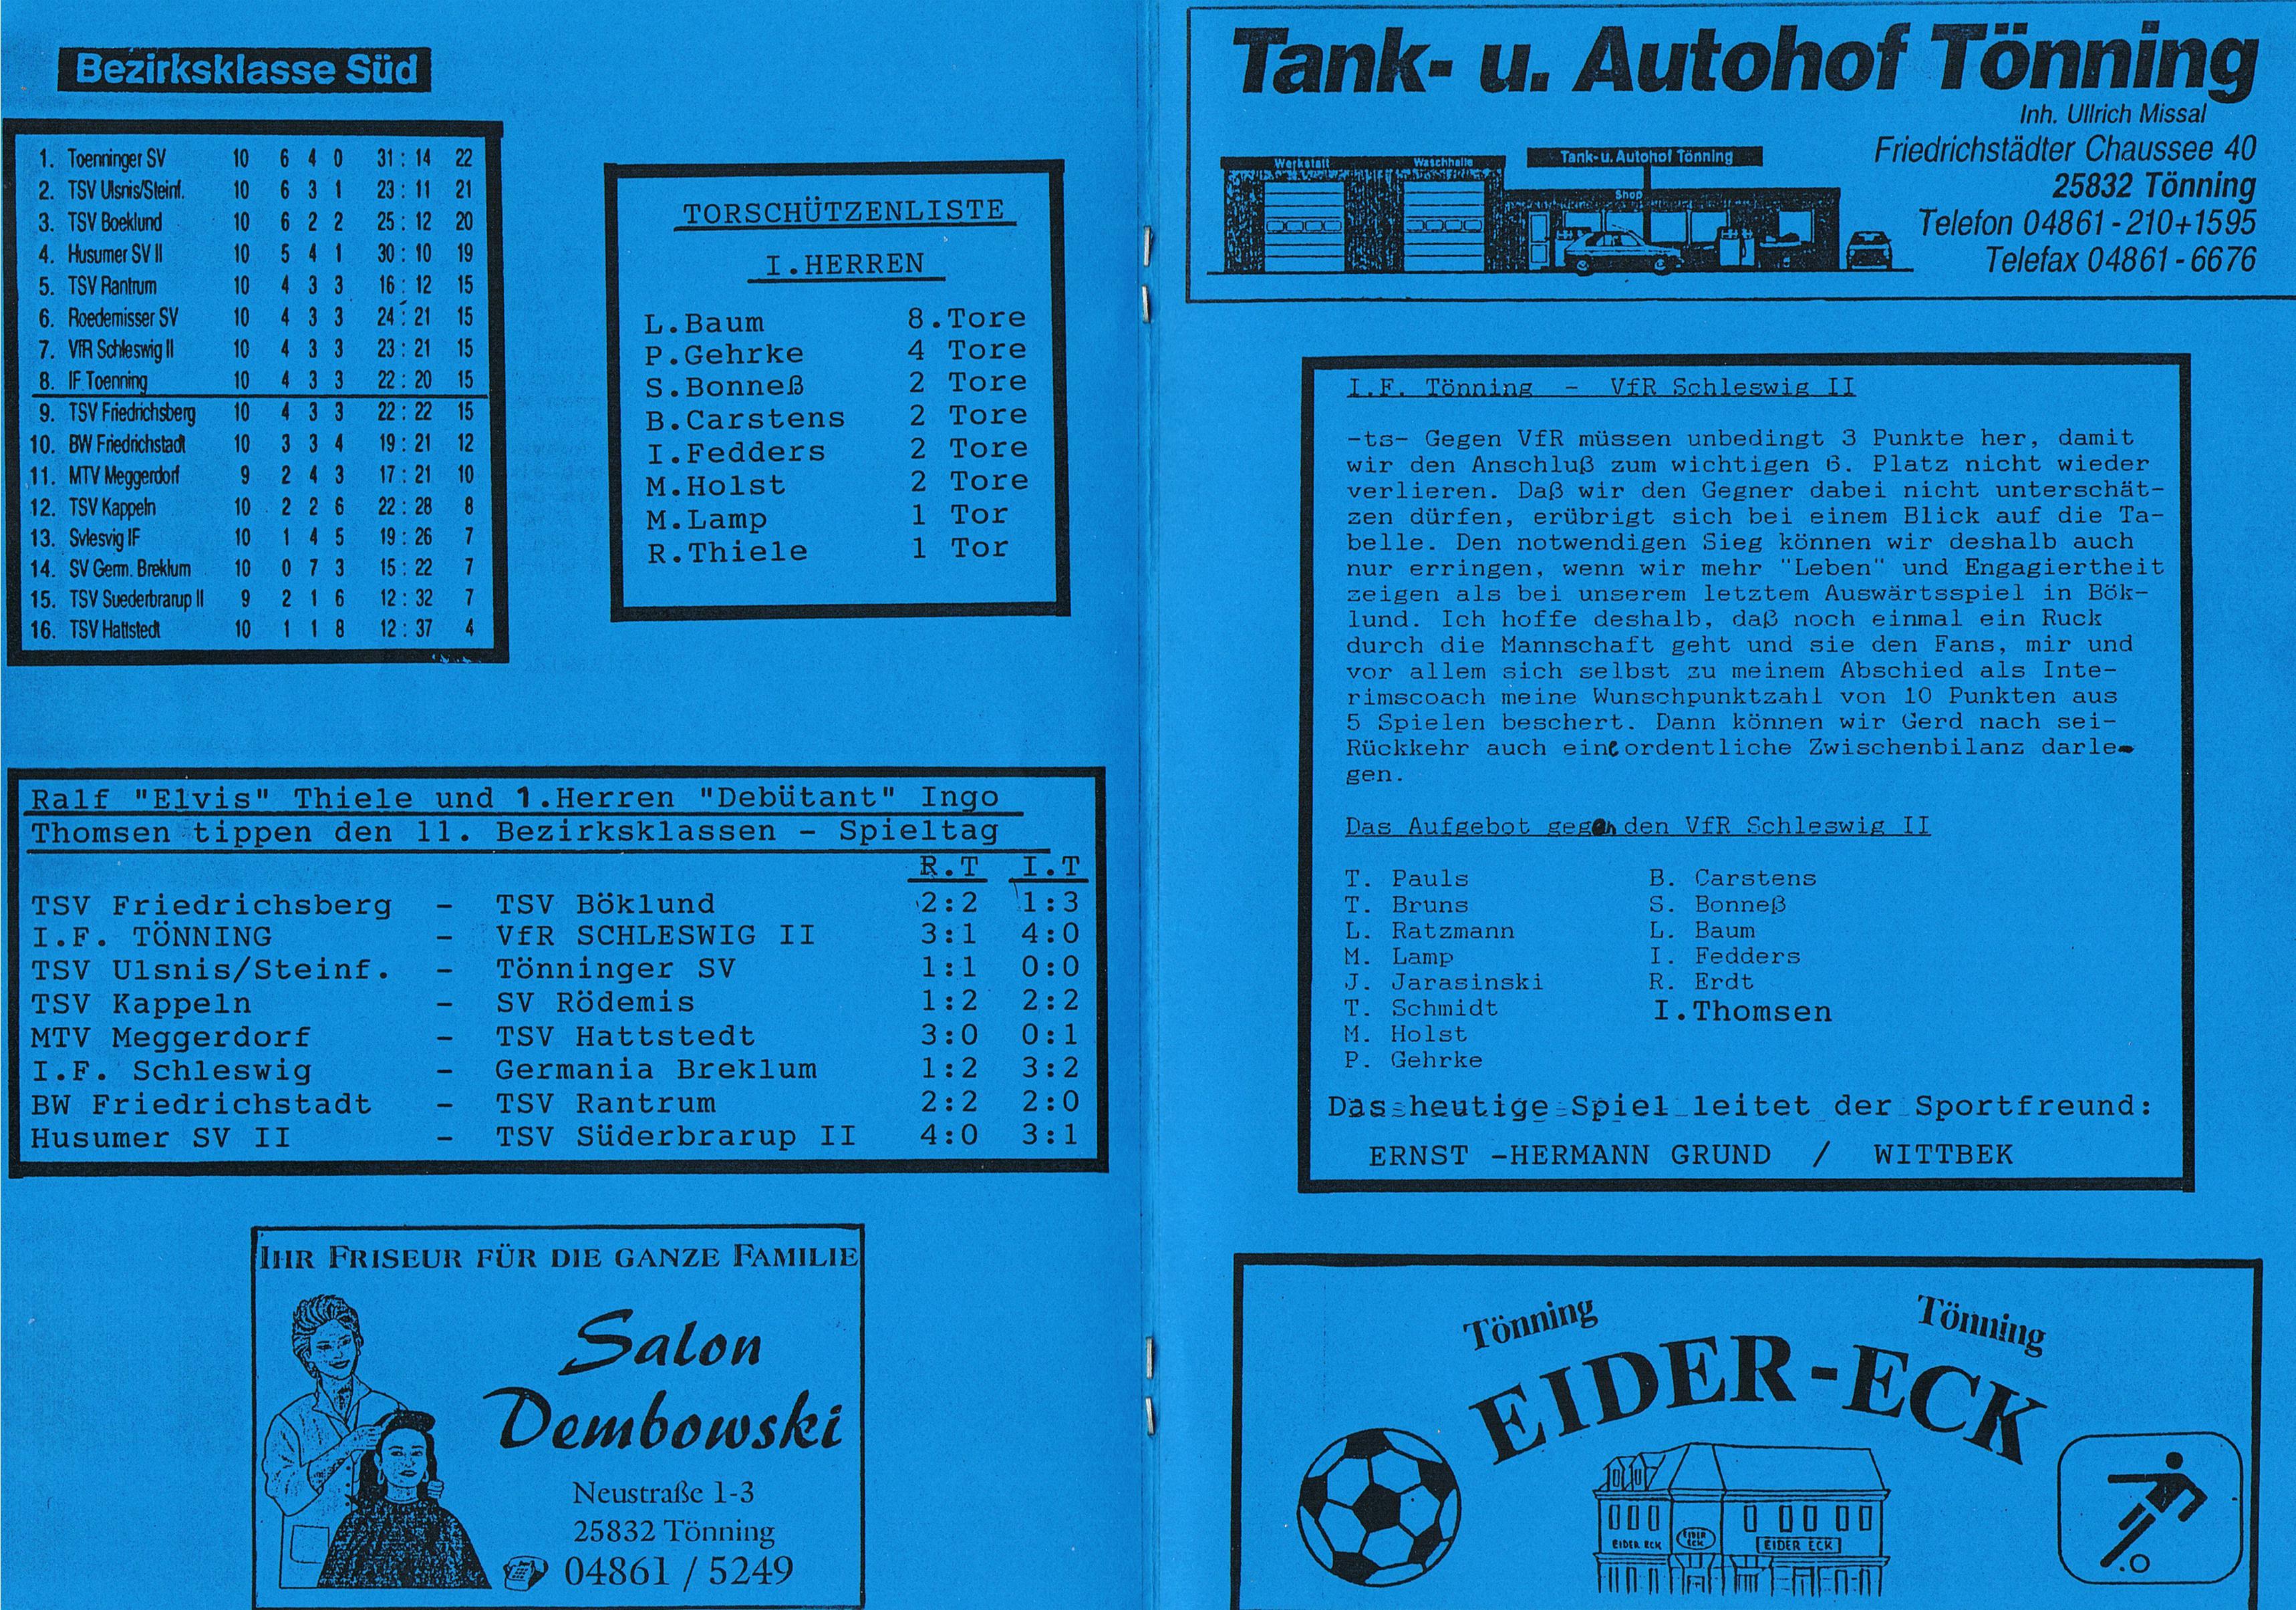 Bezirksklasse Süd
1. Toenninger SV 10 6 4 0 31 : 14 22
2. TSV Ulsnis/Steinf. 10 6 3 1 23 : 11 21
3. TSV Boeklund 10 6 2 2 25 : 12 20
4. Husumer SV II 10 5 4 1 30 : 10 19
5. TSV Rantrum 10 4 3 3 16 : 12 15
6. Roedemisser SV 10 4 3 3 24 : 21 15
7. VfR Schleswig II 10 4 3 3 23 : 21 15
8. IF Toenning 10 4 3 3 22 : 20 15
9. TSV Friedrichsberg 10 4 3 3 22 : 22 15
10. BW Friedrichstadt 10 3 3 4 19 : 21 12
11. MTV Meggerdorf 9 2 4 3 17 : 21 10
12. TSV Kappeln 10 2 2 6 22 : 28 8
13. Svlesvig IF 10 1 4 5 19 : 26 7
14. SV Germ. Breklum 10 0 7 3 15 : 22 7
15. TSV Suederbrarup II 9 2 1 6 12 : 32 7
16. TSV Hattstedt 10 1 1 8 12 : 37 4
TORSCHÜTZENLISTE
I.HERREN
L.Baum 8.Tore
P.Gehrke 4 Tore
S.Bonneß 2 Tore
B.Carstens 2 Tore
I.Fedders 2 Tore
M.Holst 2 Tore
M.Lamp 1 Tor
R.Thiele 1 Tor
Ralf "Elvis" Thiele und 1.Herren "Debütant" Ingo
Thomsen tippen den 11. Bezirksklassen - Spieltag
R.T I.T
TSV Friedrichsberg - TSV Böklund 2:2 1:3
I.F. TÖNNING - VfR SCHLESWIG II 3:1 4:0
TSV Ulsnis/Steinf. - Tönninger SV 1:1 0:0
TSV Kappeln - SV Rödemis 1:2 2:2
MTV Meggerdorf - TSV Hattstedt 3:0 0:1
I.F. Schleswig - Germania Breklum 1:2 3:2
BW Friedrichstadt - TSV Rantrum 2:2 2:0
Husumer SV II - TSV Süderbrarup II 4:0 3:1
IHR FRISEUR FÜR DIE GANZE FAMILIE
Salon
Dembowski
Neustraße 1-3
25832 Tönning
04861 / 5249
Tank- u. Autohof Tönning
Inh. Ullrich Missal
Friedrichstädter Chaussee 40
25832 Tönning
Telefon 04861 - 210+1595
Telefax 04861 - 6676
Werkstatt Waschhalle Tank- u. Autohof Tönning
Shop
I.F. Tönning - VfR Schleswig II
-ts- Gegen VfR müssen unbedingt 3 Punkte her, damit
wir den Anschluß zum wichtigen 6. Platz nicht wieder
verlieren. Daß wir den Gegner dabei nicht unterschät-
zen dürfen, erübrigt sich bei einem Blick auf die Ta-
belle. Den notwendigen Sieg können wir deshalb auch
nur erringen, wenn wir mehr "Leben" und Engagiertheit
zeigen als bei unserem letztem Auswärtsspiel in Bök-
lund. Ich hoffe deshalb, daß noch einmal ein Ruck
durch die Mannschaft geht und sie den Fans, mir und
vor allem sich selbst zu meinem Abschied als Inte-
rimscoach meine Wunschpunktzahl von 10 Punkten aus
5 Spielen beschert. Dann können wir Gerd nach sei-
Rückkehr auch eine ordentliche Zwischenbilanz darle-
gen.
Das Aufgebot gegen den VfR Schleswig II
T. Pauls B. Carstens
T. Bruns S. Bonneß
L. Ratzmann L. Baum
M. Lamp I. Fedders
J. Jarasinski R. Erdt
T. Schmidt I.Thomsen
M. Holst
P. Gehrke
Das heutige Spiel leitet der Sportfreund:
ERNST -HERMANN GRUND / WITTBEK
Tönning Tönning
EIDER-ECK
EIDER ECK EIDER ECK EIDER ECK